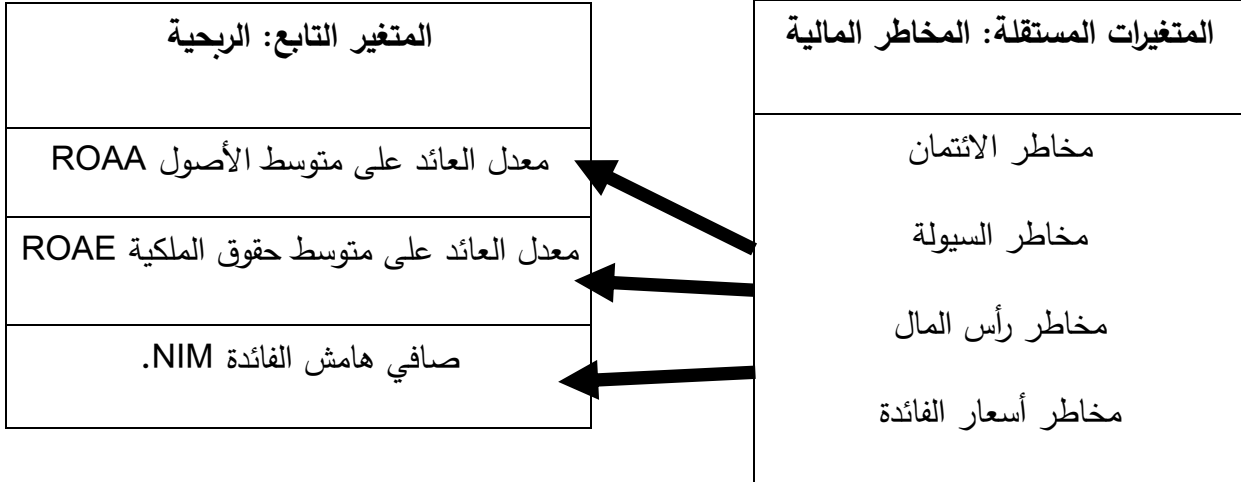 المتغيرات المستقلة: المخاطر المالية
مخاطر الائتمان
مخاطر السيولة
مخاطر رأس المال
مخاطر أسعار الفائدة
المتغير التابع: الربحية
معدل العائد على متوسط الأصول ROAA
معدل العائد على متوسط حقوق الملكية ROAE
صافي هامش الفائدة NIM.